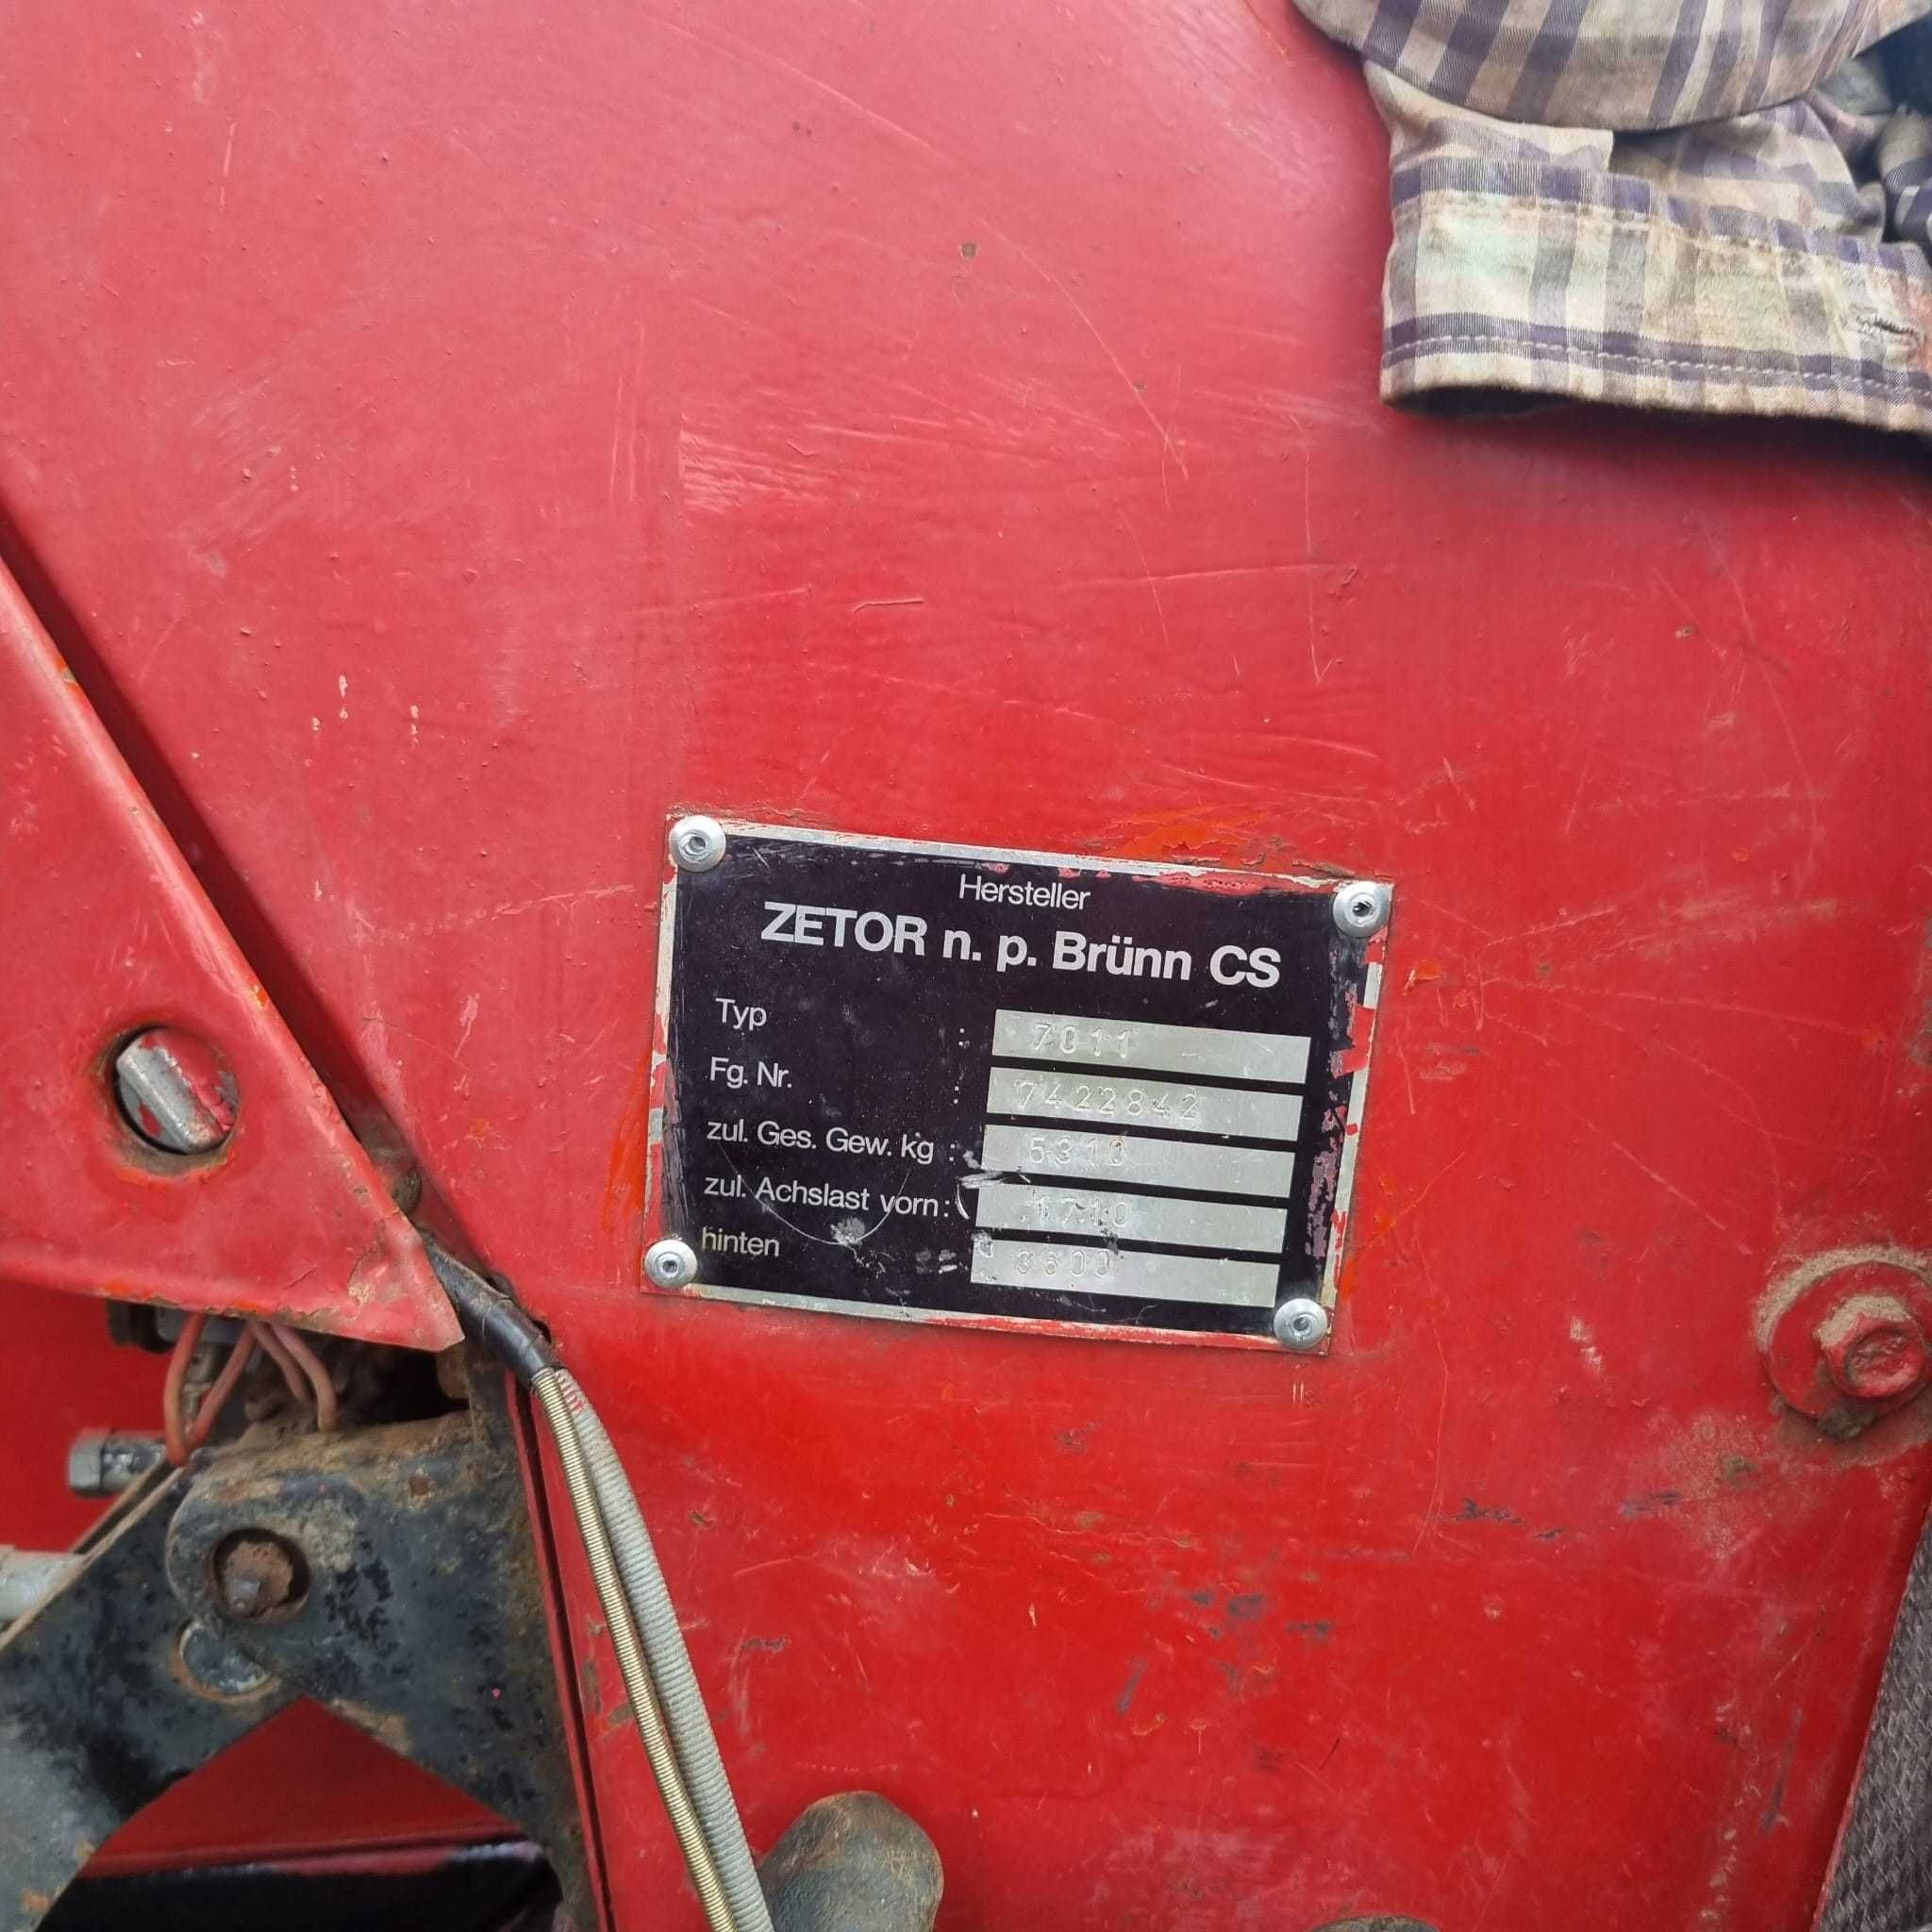 Hersteller
ZETOR n. p. Brünn CS
Typ : 7011
Fg. Nr. : 7422842
zul. Ges. Gew. kg : 5310
zul. Achslast vorn: 1710
hinten 3600